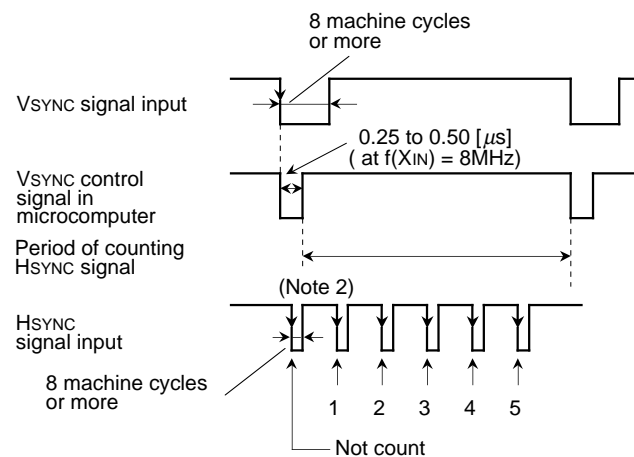 8 machine cycles
or more
VSYNC signal input
0.25 to 0.50 [μs]
( at f(XIN) = 8MHz)
VSYNC control
signal in
microcomputer
Period of counting
HSYNC signal
(Note 2)
HSYNC
signal input
8 machine cycles
or more
1 2 3 4 5
Not count